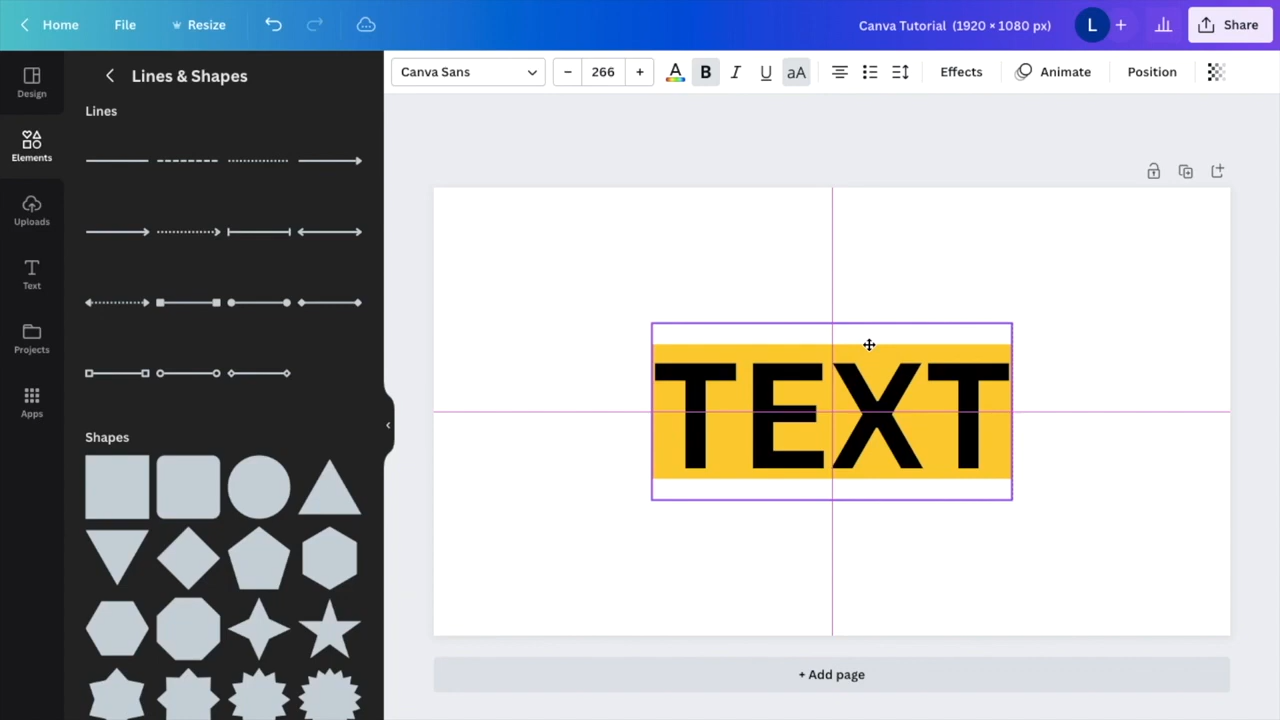 Home File Resize Canva Tutorial (1920 × 1080 px) L + Share
Design
Elements
Uploads
Text
Projects
Apps
Lines & Shapes
Lines
Shapes
Canva Sans – 266 + A B I U aA Effects Animate Position
TEXT
+ Add page